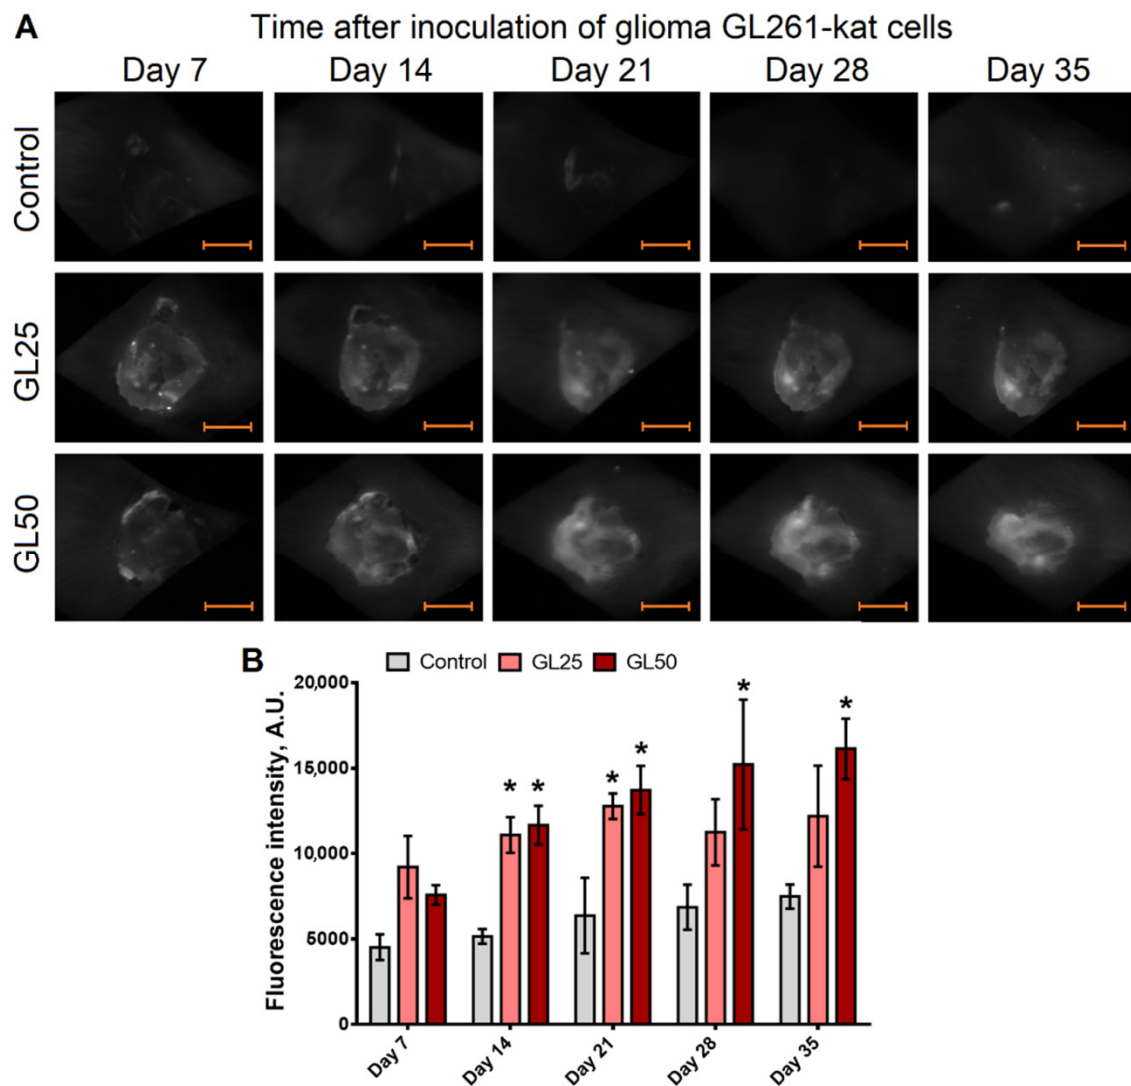 A
Time after inoculation of glioma GL261-kat cells
Day 7 Day 14 Day 21 Day 28 Day 35
Control
GL25
GL50
B
Control GL25 GL50
Fluorescence intensity, A.U.
20,000
15,000
10,000
5000
0
* * * * * *
Day 7 Day 14 Day 21 Day 28 Day 35